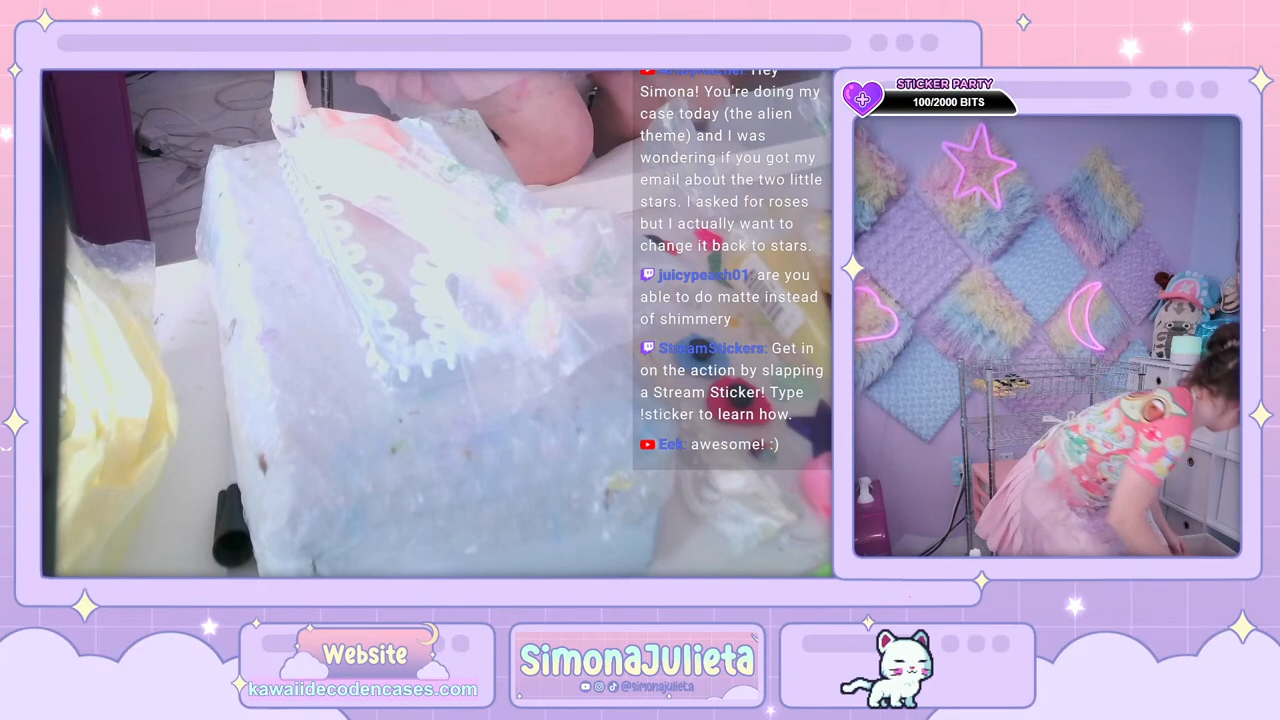 STICKER PARTY
100/2000 BITS
Hey
Simona! You're doing my
case today (the alien
theme) and I was
wondering if you got my
email about the two little
stars. I asked for roses
but I actually want to
change it back to stars.
juicypeach01: are you
able to do matte instead
of shimmery
StreamStickers: Get in
on the action by slapping
a Stream Sticker! Type
!sticker to learn how.
Eek: awesome! :)
Website
kawaiidecodencases.com
SimonaJulieta
@simonajulieta